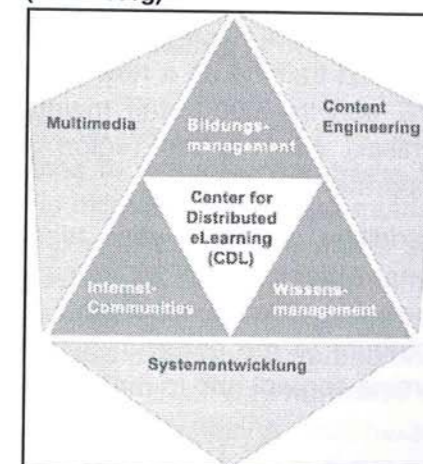 Multimedia
Content
Engineering
Bildungs-
management
Center for
Distributed
eLearning
(CDL)
Internet-
Communities
Wissens-
management
Systementwicklung